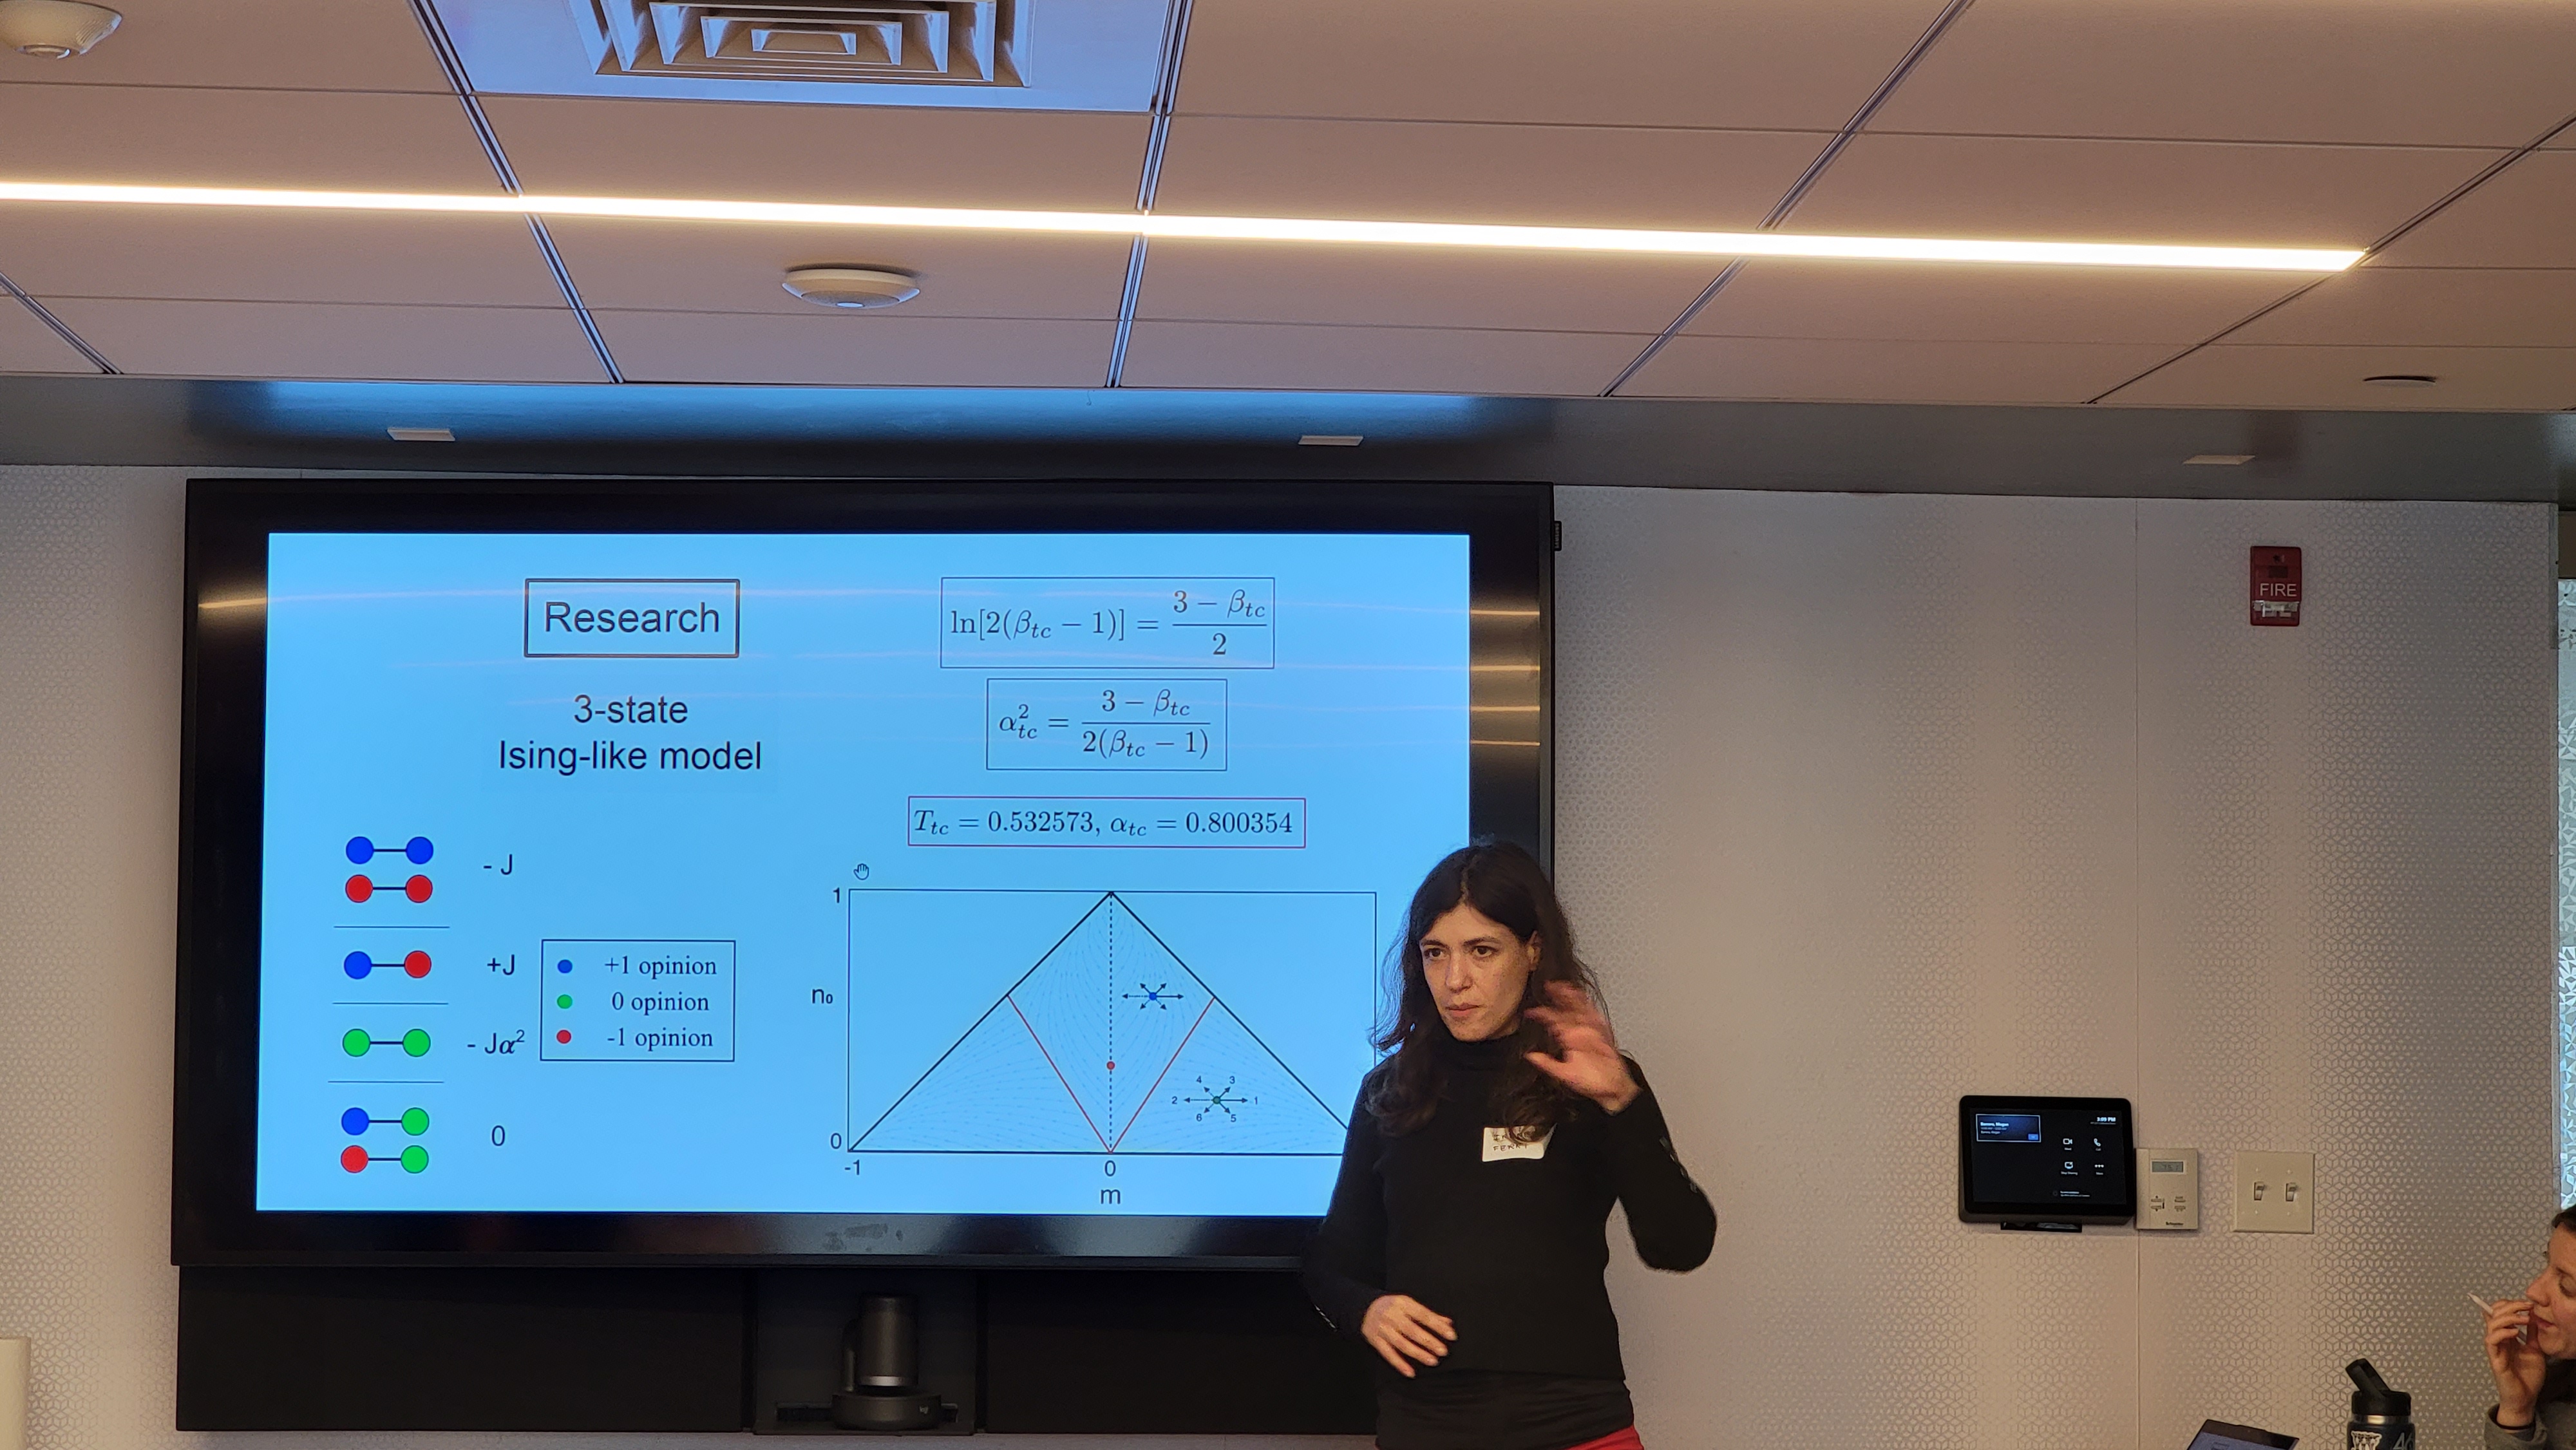 Research
3-state
Ising-like model
ln[2(β_tc − 1)] = (3 − β_tc)/2
α²_tc = (3 − β_tc)/(2(β_tc − 1))
T_tc = 0.532573, α_tc = 0.800354
- J
+J
- Jα²
0
+1 opinion
0 opinion
-1 opinion
1
n₀
0
-1
0
m
4 3
2 1
6 5
FIRE